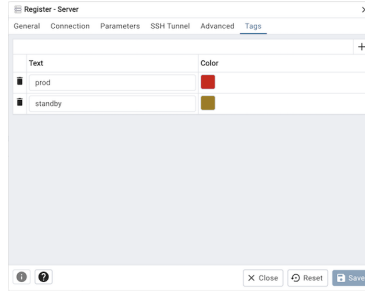 Register - Server
General Connection Parameters SSH Tunnel Advanced Tags
Text Color
prod
standby
Close Reset Save